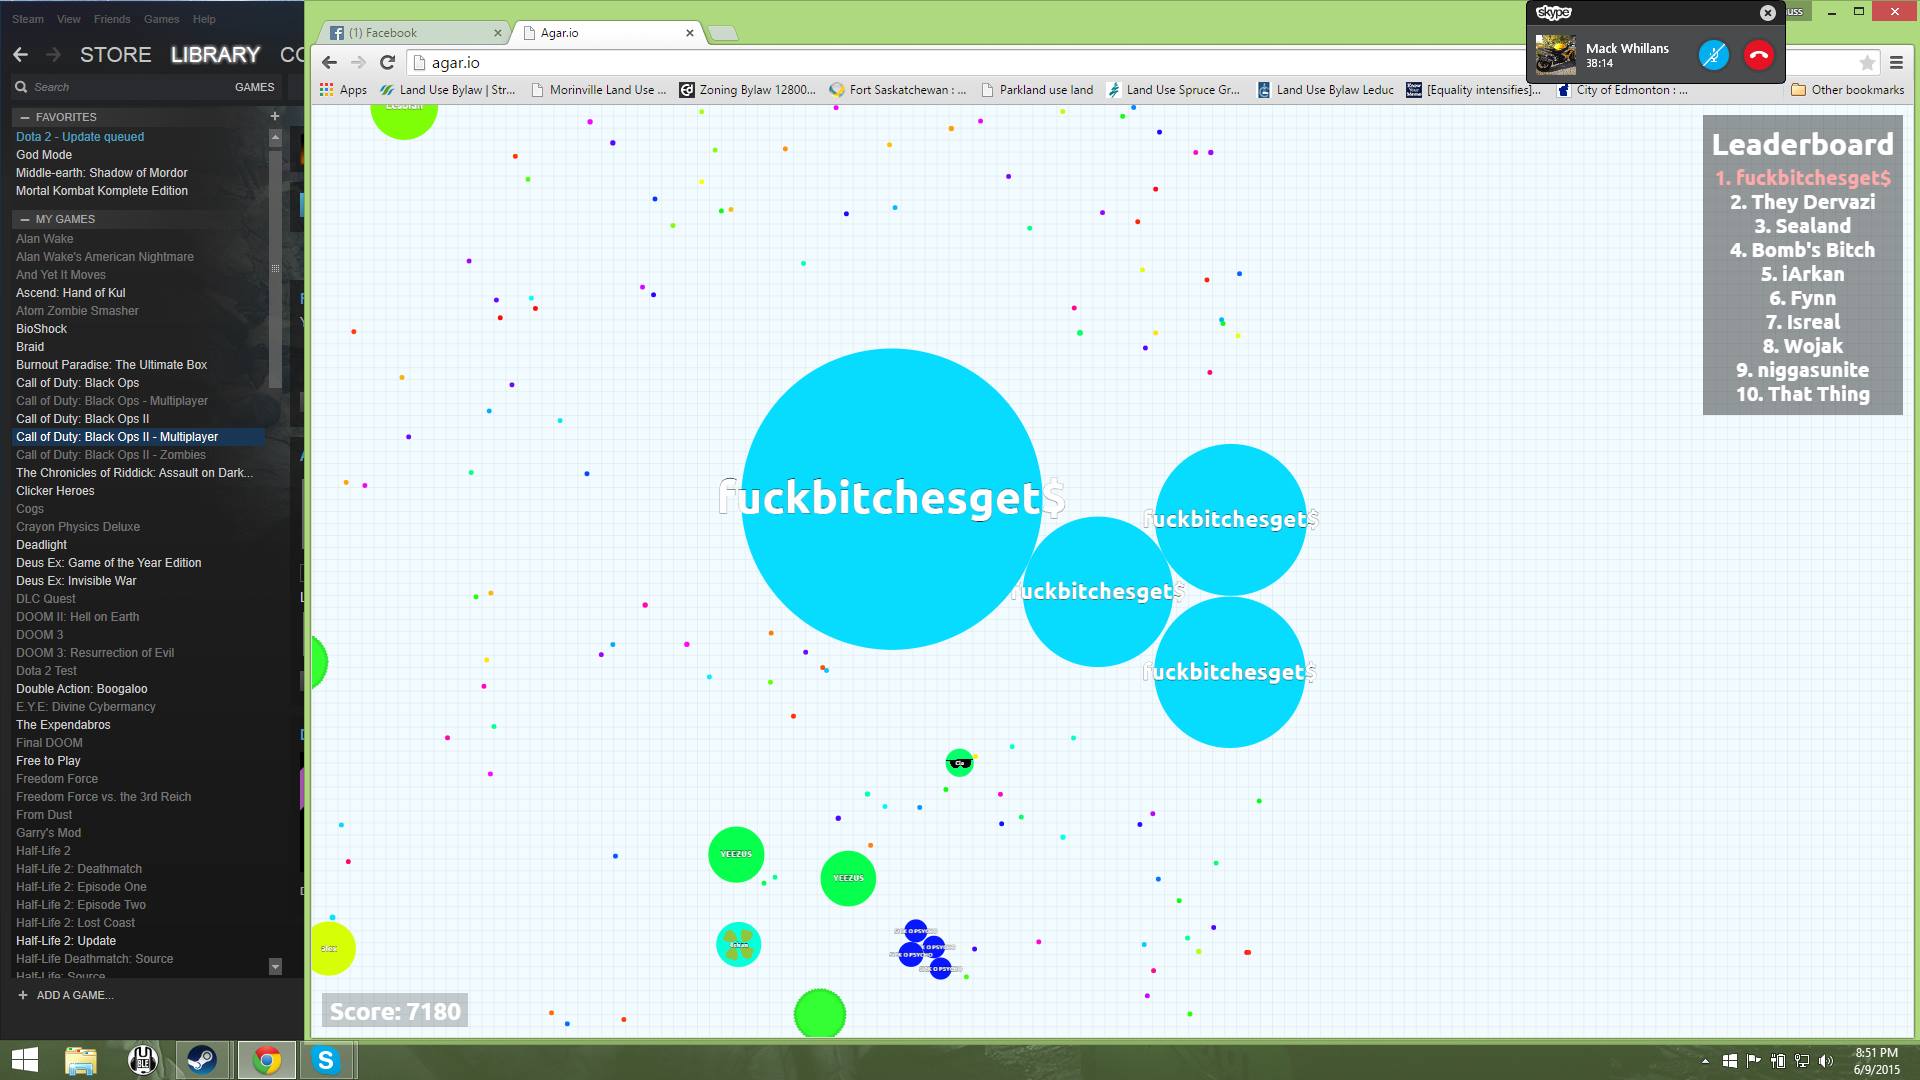 Steam View Friends Games Help
STORE LIBRARY CO
Search GAMES
FAVORITES
Dota 2 - Update queued
God Mode
Middle-earth: Shadow of Mordor
Mortal Kombat Komplete Edition
MY GAMES
Alan Wake
Alan Wake's American Nightmare
And Yet It Moves
Ascend: Hand of Kul
Atom Zombie Smasher
BioShock
Braid
Burnout Paradise: The Ultimate Box
Call of Duty: Black Ops
Call of Duty: Black Ops - Multiplayer
Call of Duty: Black Ops II
Call of Duty: Black Ops II - Multiplayer
Call of Duty: Black Ops II - Zombies
The Chronicles of Riddick: Assault on Dark...
Clicker Heroes
Cogs
Crayon Physics Deluxe
Deadlight
Deus Ex: Game of the Year Edition
Deus Ex: Invisible War
DLC Quest
DOOM II: Hell on Earth
DOOM 3
DOOM 3: Resurrection of Evil
Dota 2 Test
Double Action: Boogaloo
E.Y.E: Divine Cybermancy
The Expendabros
Final DOOM
Free to Play
Freedom Force
Freedom Force vs. the 3rd Reich
From Dust
Garry's Mod
Half-Life 2
Half-Life 2: Deathmatch
Half-Life 2: Episode One
Half-Life 2: Episode Two
Half-Life 2: Lost Coast
Half-Life 2: Update
Half-Life Deathmatch: Source
Half-Life: Source
ADD A GAME...
(1) Facebook
Agar.io
agar.io
Apps Land Use Bylaw | Str... Morinville Land Use ... Zoning Bylaw 12800... Fort Saskatchewan : ... Parkland use land Land Use Spruce Gr... Land Use Bylaw Leduc [Equality intensifies]... City of Edmonton : ... Other bookmarks
skype
uss
Mack Whillans
38:14
Lesbian
fuckbitchesget$
fuckbitchesget$
fuckbitchesget$
fuckbitchesget$
YEEZUS
YEEZUS
Leaderboard
1. fuckbitchesget$
2. They Dervazi
3. Sealand
4. Bomb's Bitch
5. iArkan
6. Fynn
7. Isreal
8. Wojak
9. niggasunite
10. That Thing
Score: 7180
8:51 PM
6/9/2015